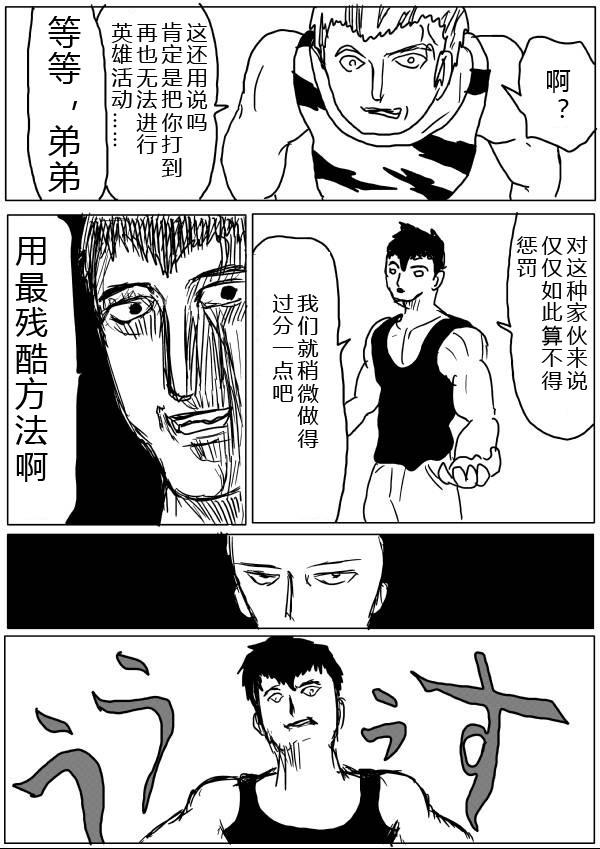 啊？
这还用说吗
肯定是把你打到
再也无法进行
英雄活动……
等等，弟弟
对这种家伙来说
仅仅如此算不得
惩罚
我们就稍微做得
过分一点吧
用最残酷方法啊
すうう